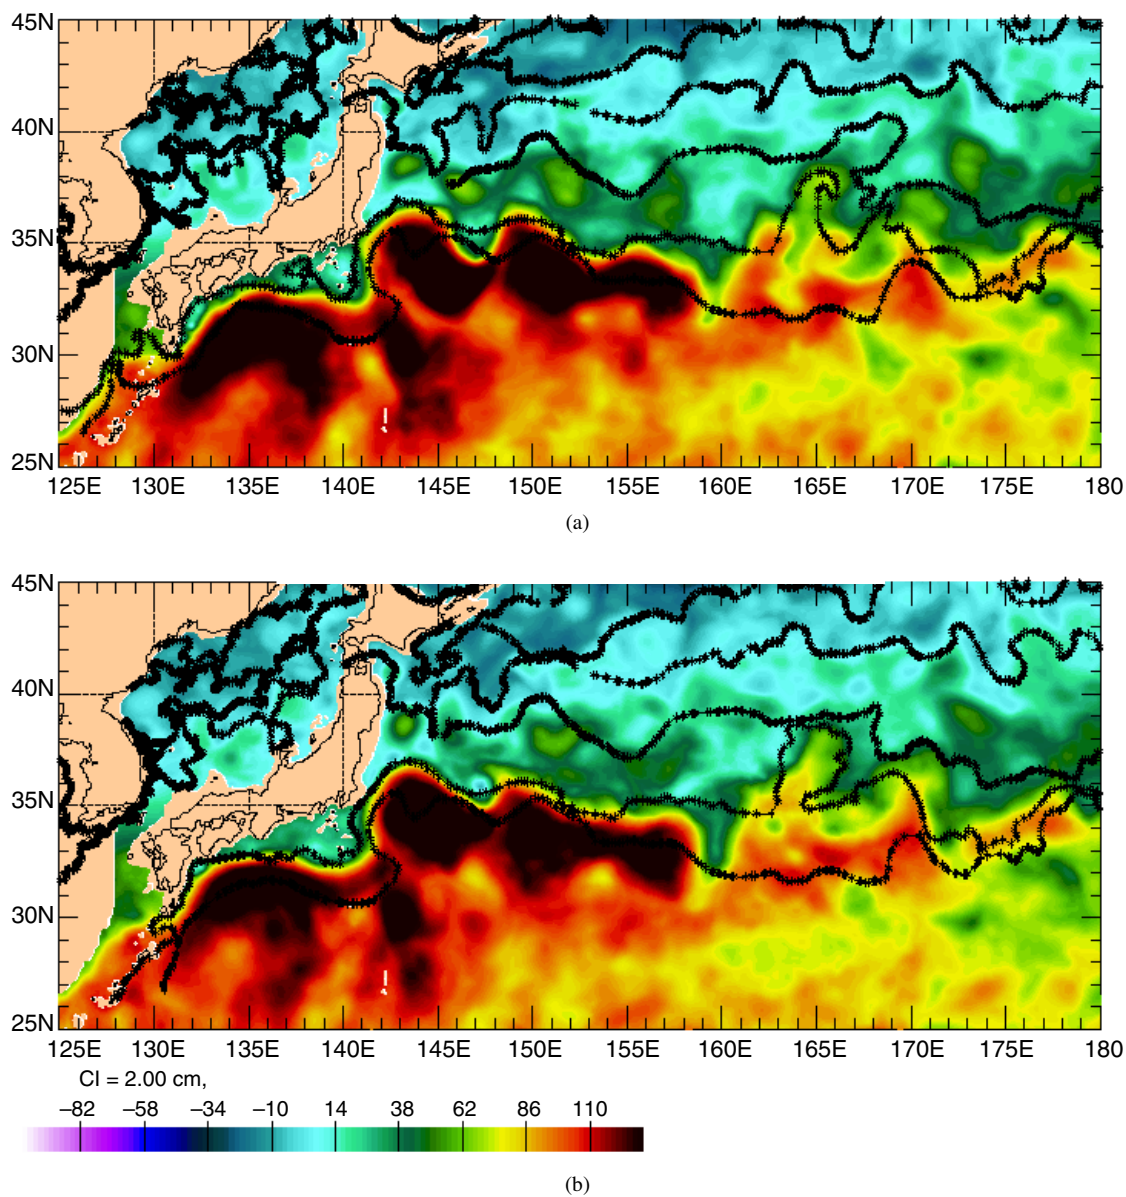 45N
40N
35N
30N
25N
125E 130E 135E 140E 145E 150E 155E 160E 165E 170E 175E 180
(a)
45N
40N
35N
30N
25N
125E 130E 135E 140E 145E 150E 155E 160E 165E 170E 175E 180
CI = 2.00 cm,
−82 −58 −34 −10 14 38 62 86 110
(b)